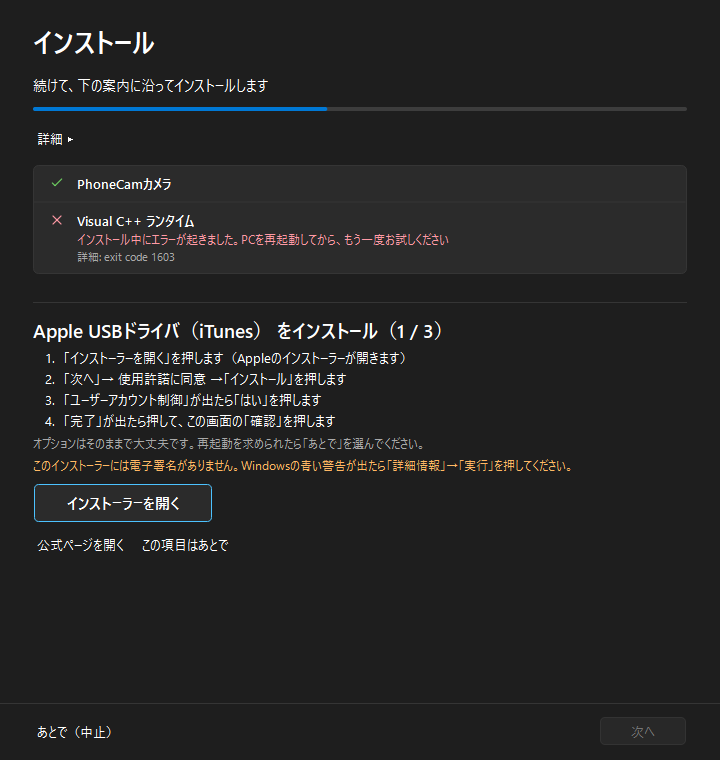 インストール
続けて、下の案内に沿ってインストールします
詳細 ▸
PhoneCamカメラ
Visual C++ ランタイム
インストール中にエラーが起きました。PCを再起動してから、もう一度お試しください
詳細: exit code 1603
Apple USBドライバ（iTunes） をインストール（1 / 3）
1. 「インストーラーを開く」を押します（Appleのインストーラーが開きます）
2. 「次へ」→ 使用許諾に同意 →「インストール」を押します
3. 「ユーザーアカウント制御」が出たら「はい」を押します
4. 「完了」が出たら押して、この画面の「確認」を押します
オプションはそのままで大丈夫です。再起動を求められたら「あとで」を選んでください。
このインストーラーには電子署名がありません。Windowsの青い警告が出たら「詳細情報」→「実行」を押してください。
インストーラーを開く
公式ページを開く この項目はあとで
あとで（中止） 次へ